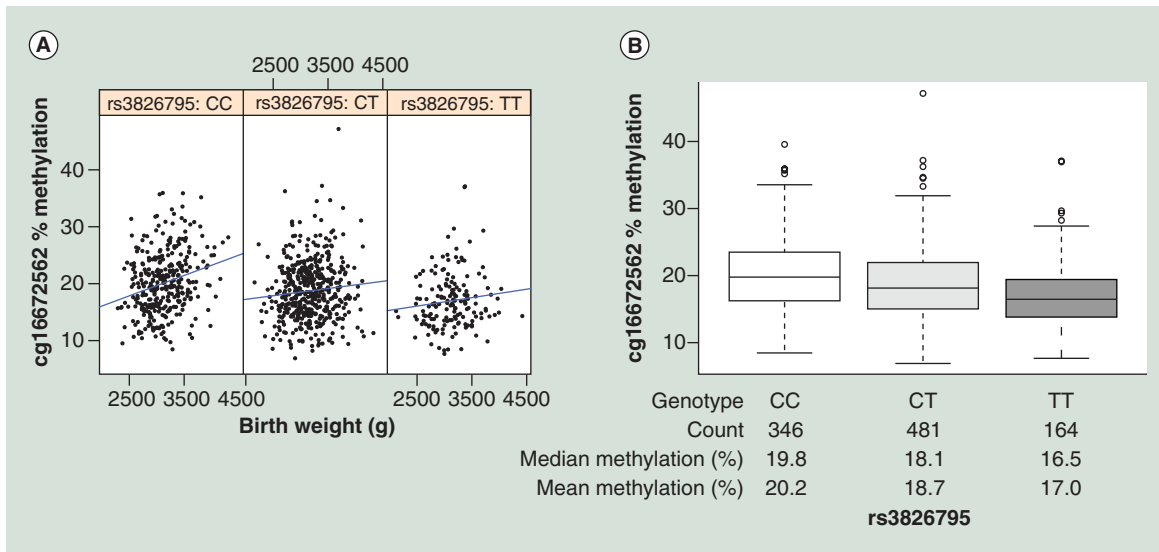 A
2500 3500 4500
rs3826795: CC rs3826795: CT rs3826795: TT
cg16672562 % methylation
40
30
20
10
2500 3500 4500 2500 3500 4500
Birth weight (g)
B
cg16672562 % methylation
40
30
20
10
Genotype CC CT TT
Count 346 481 164
Median methylation (%) 19.8 18.1 16.5
Mean methylation (%) 20.2 18.7 17.0
rs3826795